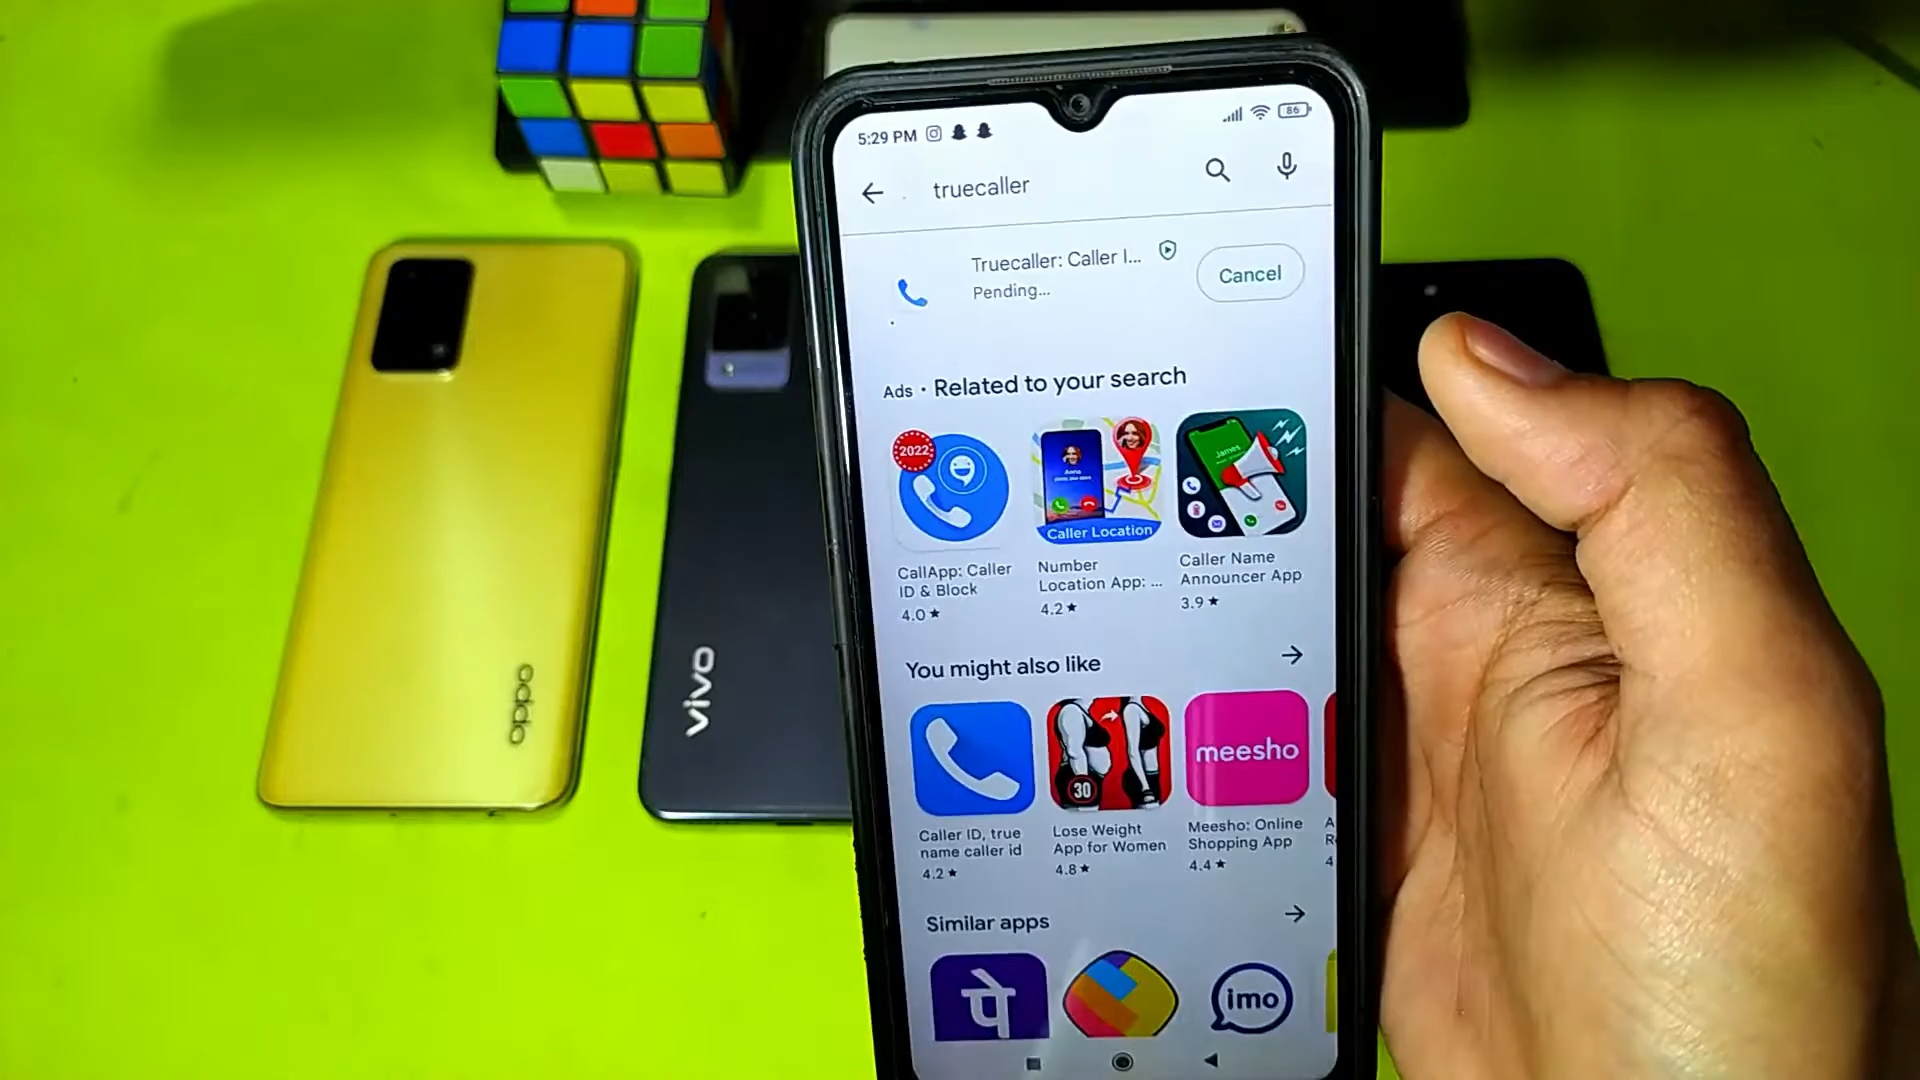 5:29 PM
86
truecaller
Truecaller: Caller I...
Pending...
Cancel
Ads · Related to your search
2022
James
Caller Location
CallApp: Caller
ID & Block
4.0★
Number
Location App: ...
4.2★
Caller Name
Announcer App
3.9★
You might also like
30
meesho
Caller ID, true
name caller id
4.2★
Lose Weight
App for Women
4.8★
Meesho: Online
Shopping App
4.4★
A
R
4
Similar apps
पे
imo
oppo
vivo